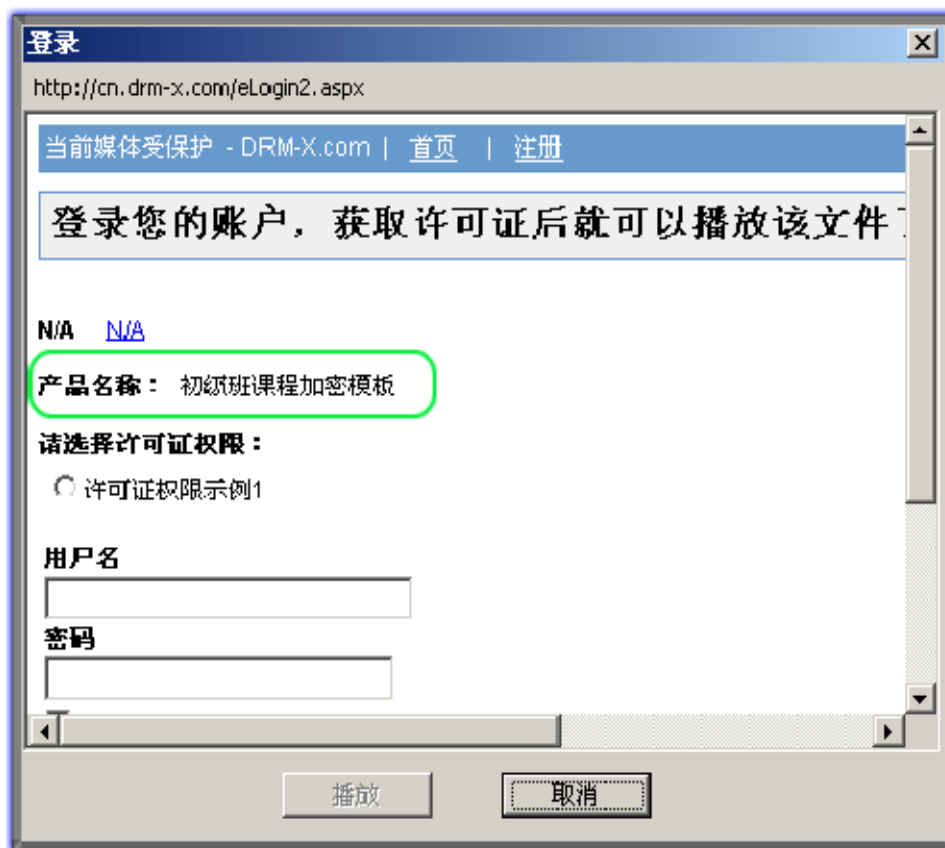 登录
http://cn.drm-x.com/eLogin2.aspx
当前媒体受保护 - DRM-X.com | 首页 | 注册
登录您的账户，获取许可证后就可以播放该文件
N/A N/A
产品名称： 初级班课程加密模板
请选择许可证权限：
许可证权限示例1
用户名
密码
播放 取消